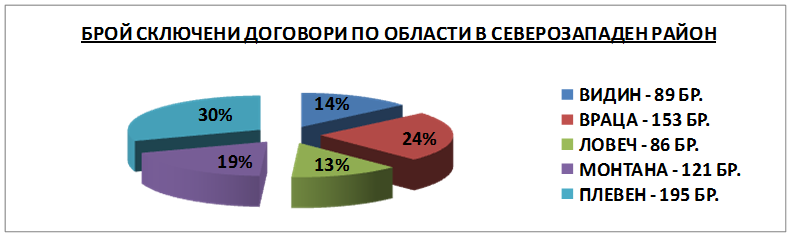 БРОЙ СКЛЮЧЕНИ ДОГОВОРИ ПО ОБЛАСТИ В СЕВЕРОЗАПАДЕН РАЙОН
14%
24%
13%
19%
30%
ВИДИН - 89 БР.
ВРАЦА - 153 БР.
ЛОВЕЧ - 86 БР.
МОНТАНА - 121 БР.
ПЛЕВЕН - 195 БР.